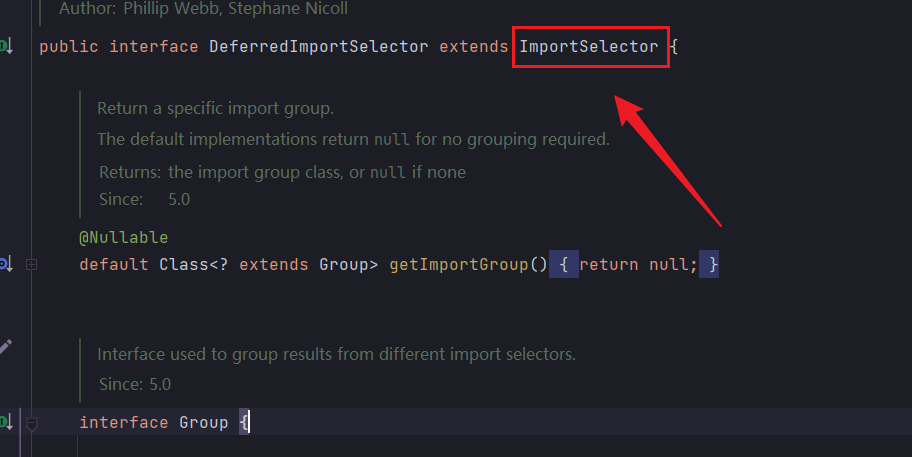 Author: Phillip Webb, Stephane Nicoll
public interface DeferredImportSelector extends ImportSelector {
Return a specific import group.
The default implementations return null for no grouping required.
Returns: the import group class, or null if none
Since: 5.0
@Nullable
default Class<? extends Group> getImportGroup() { return null; }
Interface used to group results from different import selectors.
Since: 5.0
interface Group {